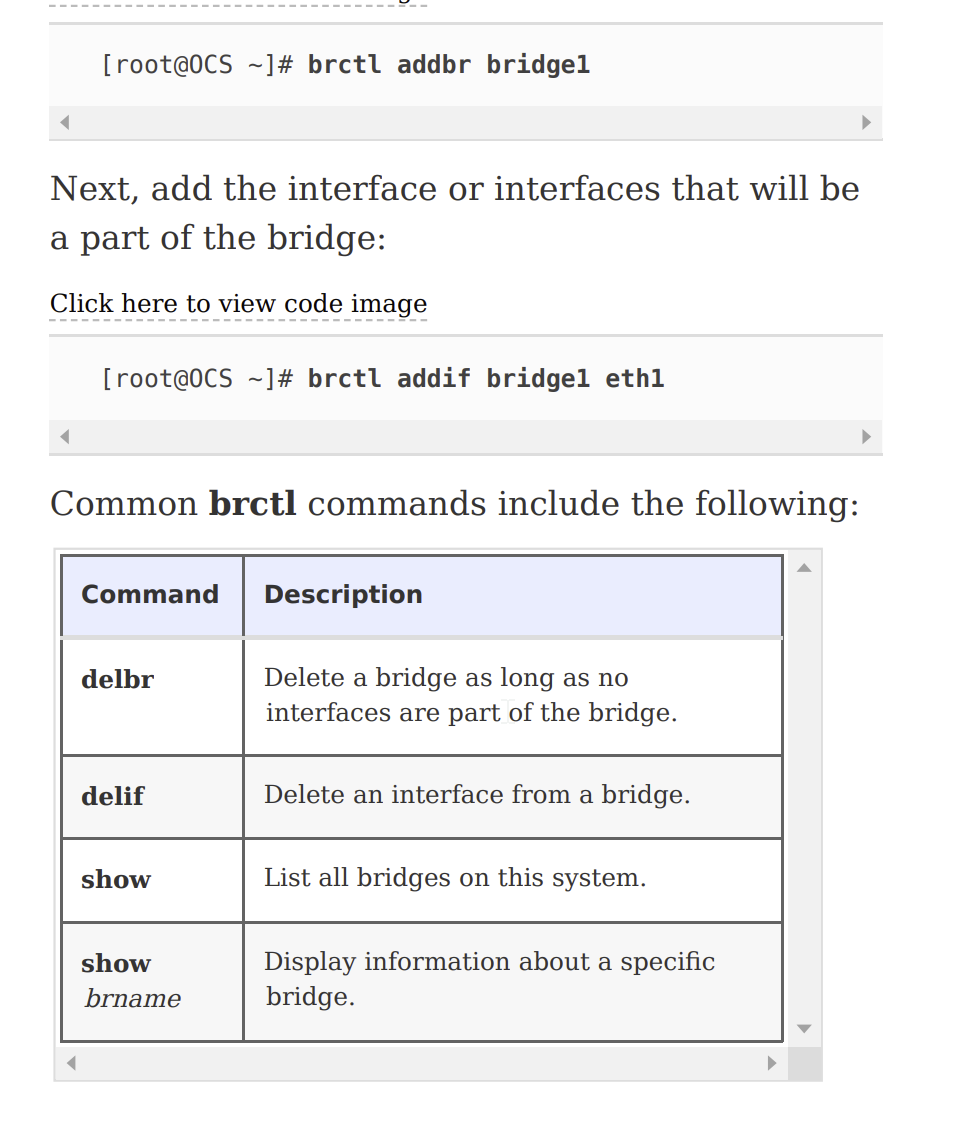 [root@OCS ~]# brctl addbr bridge1
Next, add the interface or interfaces that will be
a part of the bridge:
Click here to view code image
[root@OCS ~]# brctl addif bridge1 eth1
Common brctl commands include the following:
Command Description
delbr Delete a bridge as long as no
interfaces are part of the bridge.
delif Delete an interface from a bridge.
show List all bridges on this system.
show Display information about a specific
brname bridge.